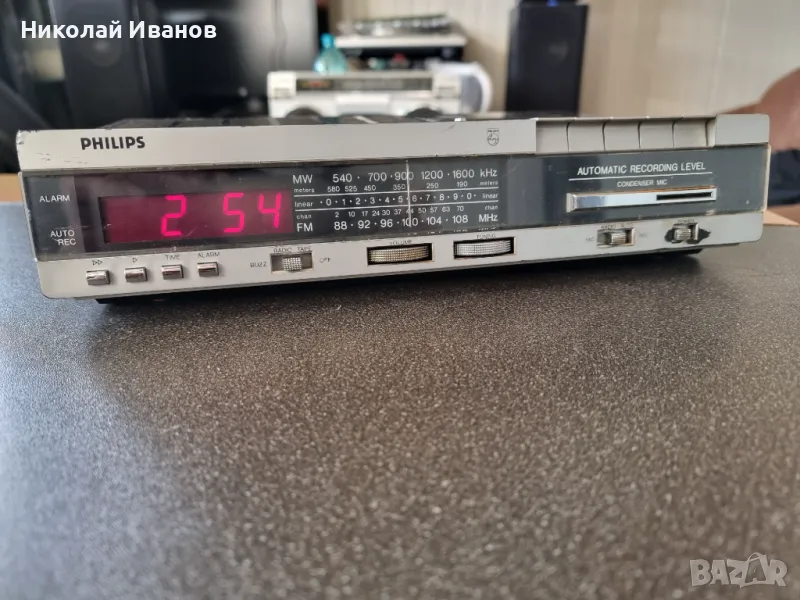 Николай Иванов
PHILIPS
AUTOMATIC RECORDING LEVEL
CONDENSER MIC
MW 540 · 700 · 900 1200 · 1600 kHz
meters 580 525 450 350 250 190 meters
linear 0 1 2 3 4 5 6 7 8 9 0 linear
chan 2 10 17 24 30 37 44 50 57 63 70 chan
FM 88 · 92 · 96 · 100 · 104 · 108 MHz
ALARM
2 54
AUTO
REC
TIME ALARM
BUZZ RADIO TAPE OFF
VOLUME
TUNING
BAZAR